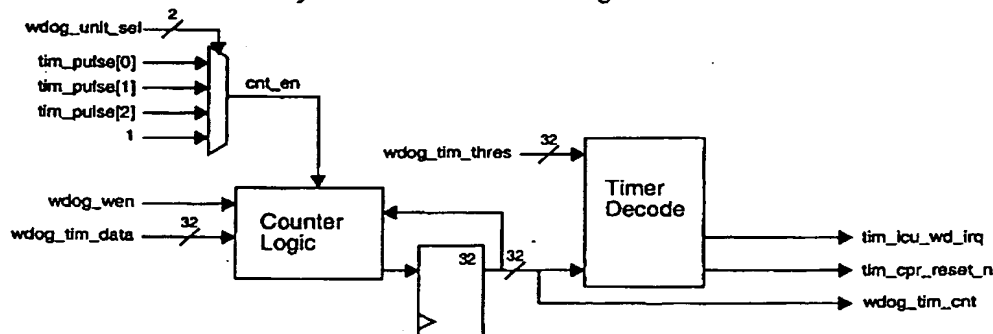 wdog_unit_sel
2
tim_pulse[0]
tim_pulse[1]
tim_pulse[2]
1
cnt_en
wdog_tim_thres
32
Timer
Decode
wdog_wen
wdog_tim_data
32
Counter
Logic
32
32
tim_icu_wd_irq
tim_cpr_reset_n
wdog_tim_cnt